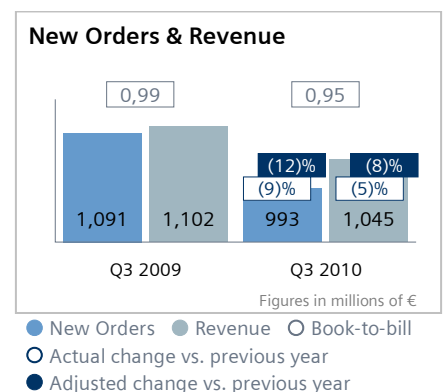 New Orders & Revenue
0,99 0,95
(12)% (8)%
(9)% (5)%
1,091 1,102 993 1,045
Q3 2009 Q3 2010
Figures in millions of €
New Orders Revenue Book-to-bill
Actual change vs. previous year
Adjusted change vs. previous year